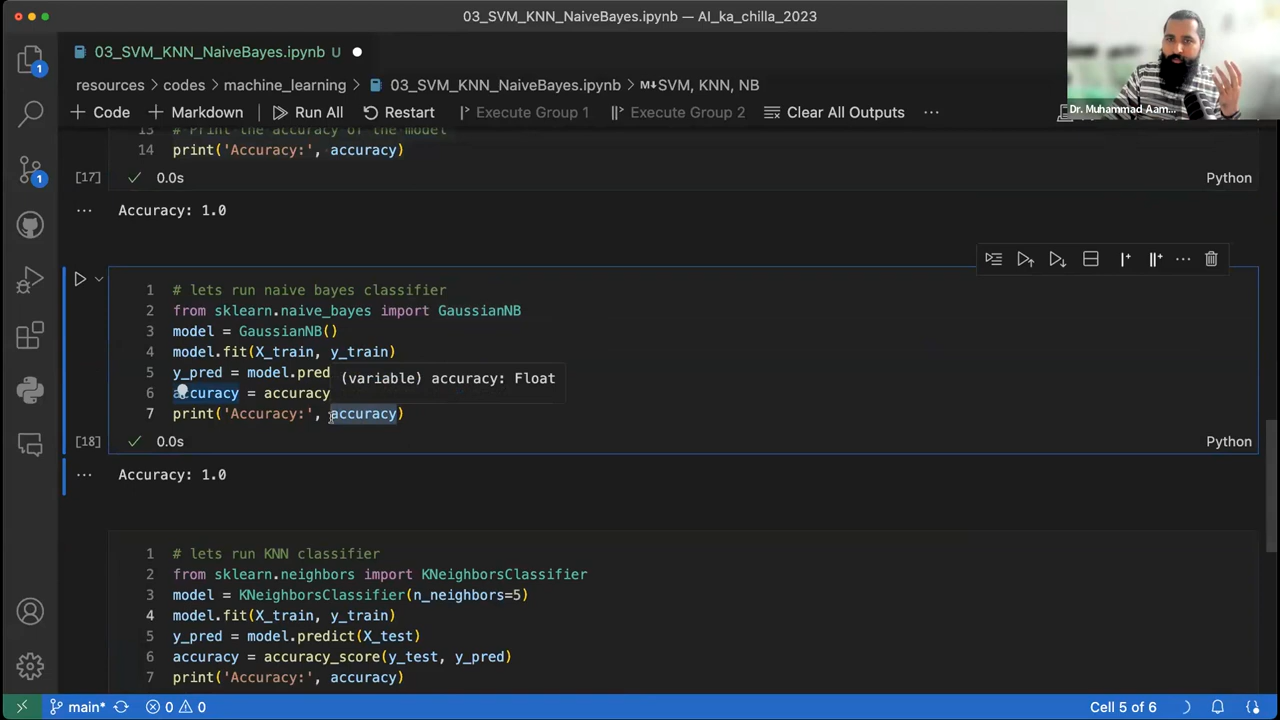 03_SVM_KNN_NaiveBayes.ipynb — AI_ka_chilla_2023
03_SVM_KNN_NaiveBayes.ipynb U
resources > codes > machine_learning > 03_SVM_KNN_NaiveBayes.ipynb > M↓SVM, KNN, NB
+ Code + Markdown Run All Restart Execute Group 1 Execute Group 2 Clear All Outputs ...
Dr. Muhammad Aam...
13 # Print the accuracy of the model
14 print('Accuracy:', accuracy)
[17] ✓ 0.0s Python
... Accuracy: 1.0
1 # lets run naive bayes classifier
2 from sklearn.naive_bayes import GaussianNB
3 model = GaussianNB()
4 model.fit(X_train, y_train)
5 y_pred = model.pred
(variable) accuracy: Float
6 accuracy = accuracy
7 print('Accuracy:', accuracy)
[18] ✓ 0.0s Python
... Accuracy: 1.0
1 # lets run KNN classifier
2 from sklearn.neighbors import KNeighborsClassifier
3 model = KNeighborsClassifier(n_neighbors=5)
4 model.fit(X_train, y_train)
5 y_pred = model.predict(X_test)
6 accuracy = accuracy_score(y_test, y_pred)
7 print('Accuracy:', accuracy)
1
1
main* 0 0 Cell 5 of 6